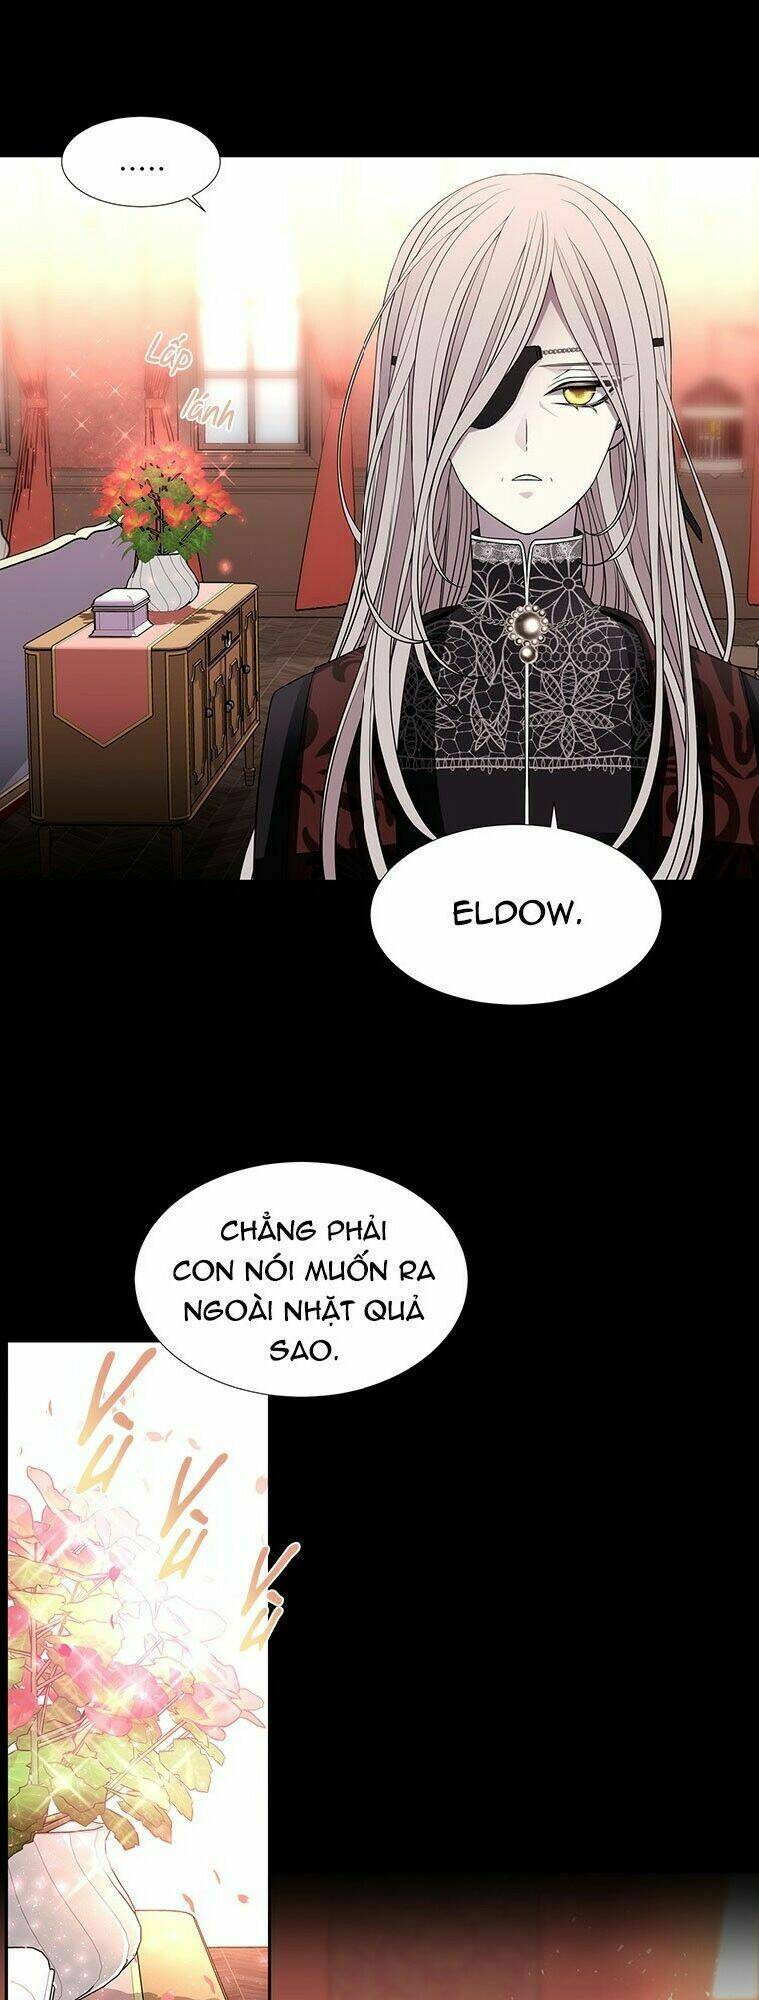 .....
Lấp
lánh
ELDOW.
CHẲNG PHẢI
CON NÓI MUỐN RA
NGOÀI NHẶT QUẢ
SAO.
Vù
Vù
Vù